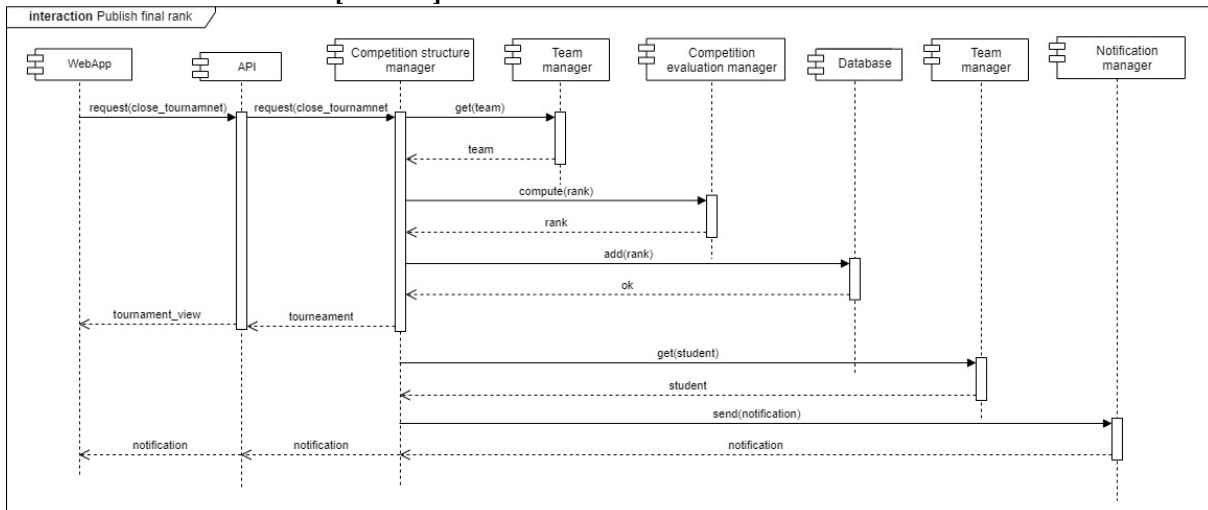 interaction Publish final rank
WebApp
API
Competition structure
manager
Team
manager
Competition
evaluation manager
Database
Team
manager
Notification
manager
request(close_tournamnet)
request(close_tournamnet
get(team)
team
compute(rank)
rank
add(rank)
ok
tournament_view
tourneament
get(student)
student
send(notification)
notification
notification
notification